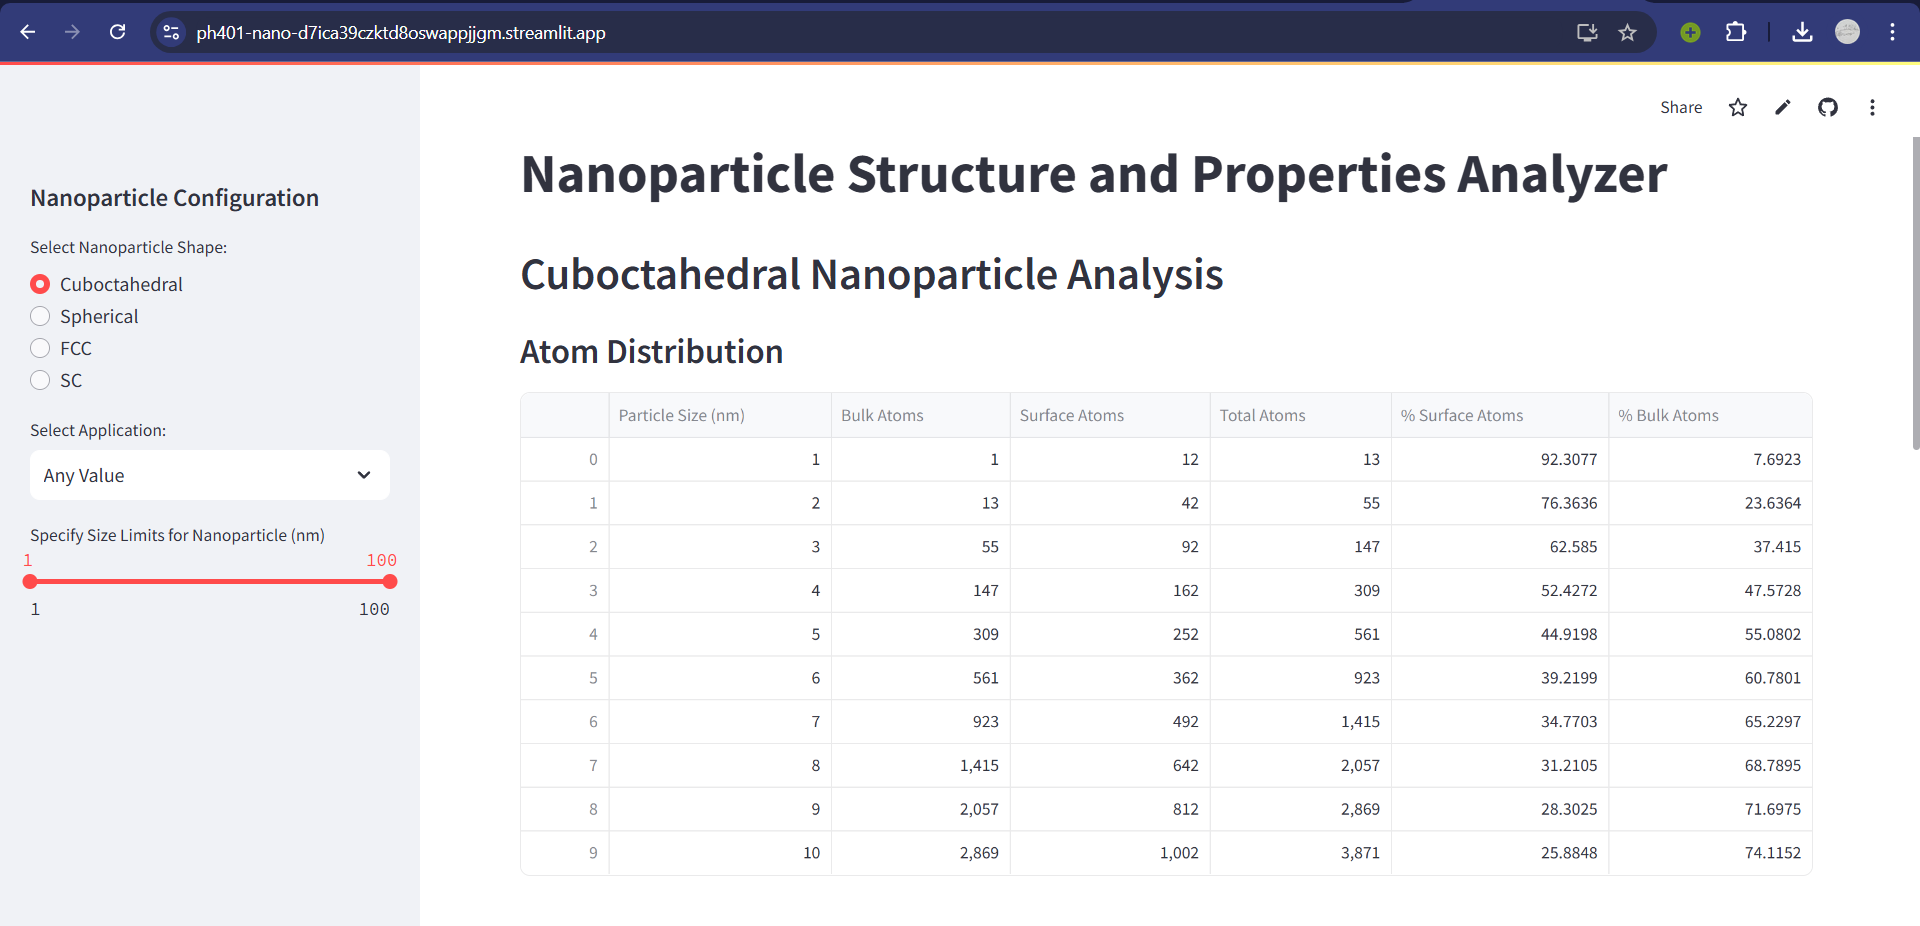 ph401-nano-d7ica39czktd8oswappjjgm.streamlit.app
Share
Nanoparticle Configuration
Select Nanoparticle Shape:
Cuboctahedral
Spherical
FCC
SC
Select Application:
Any Value
Specify Size Limits for Nanoparticle (nm)
1 100
1 100
Nanoparticle Structure and Properties Analyzer
Cuboctahedral Nanoparticle Analysis
Atom Distribution
Particle Size (nm) Bulk Atoms Surface Atoms Total Atoms % Surface Atoms % Bulk Atoms
0 1 1 12 13 92.3077 7.6923
1 2 13 42 55 76.3636 23.6364
2 3 55 92 147 62.585 37.415
3 4 147 162 309 52.4272 47.5728
4 5 309 252 561 44.9198 55.0802
5 6 561 362 923 39.2199 60.7801
6 7 923 492 1,415 34.7703 65.2297
7 8 1,415 642 2,057 31.2105 68.7895
8 9 2,057 812 2,869 28.3025 71.6975
9 10 2,869 1,002 3,871 25.8848 74.1152